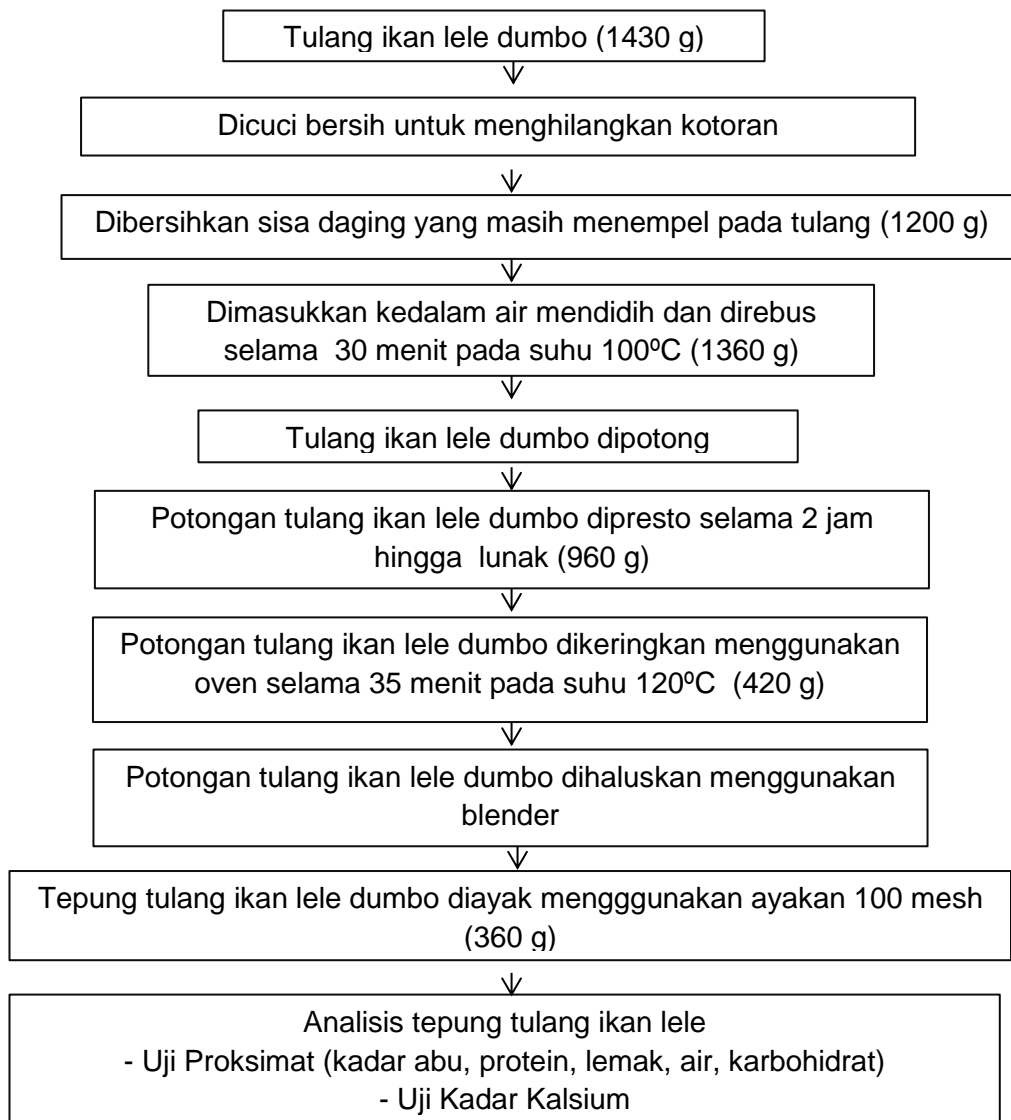 Tulang ikan lele dumbo (1430 g)
Dicuci bersih untuk menghilangkan kotoran
Dibersihkan sisa daging yang masih menempel pada tulang (1200 g)
Dimasukkan kedalam air mendidih dan direbus
selama 30 menit pada suhu 100ºC (1360 g)
Tulang ikan lele dumbo dipotong
Potongan tulang ikan lele dumbo dipresto selama 2 jam
hingga lunak (960 g)
Potongan tulang ikan lele dumbo dikeringkan menggunakan
oven selama 35 menit pada suhu 120ºC (420 g)
Potongan tulang ikan lele dumbo dihaluskan menggunakan
blender
Tepung tulang ikan lele dumbo diayak mengggunakan ayakan 100 mesh
(360 g)
Analisis tepung tulang ikan lele
- Uji Proksimat (kadar abu, protein, lemak, air, karbohidrat)
- Uji Kadar Kalsium